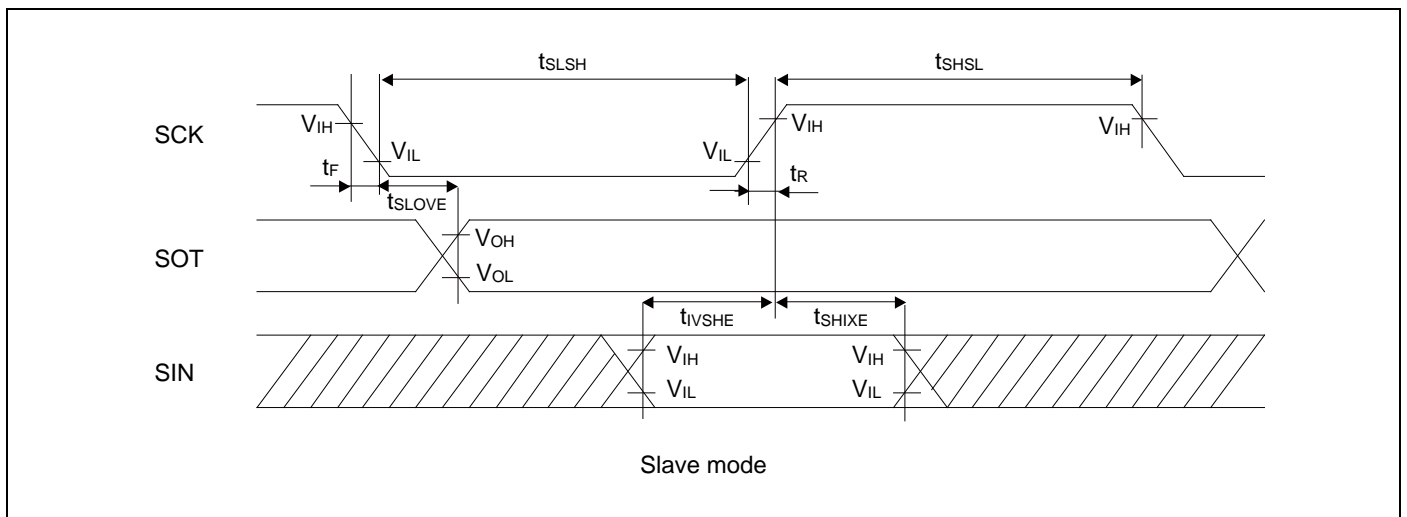 tSLSH
tSHSL
SCK
VIH
VIL
VIL
VIH
VIH
tF
tR
tSLOVE
SOT
VOH
VOL
tIVSHE
tSHIXE
SIN
VIH
VIL
VIH
VIL
Slave mode